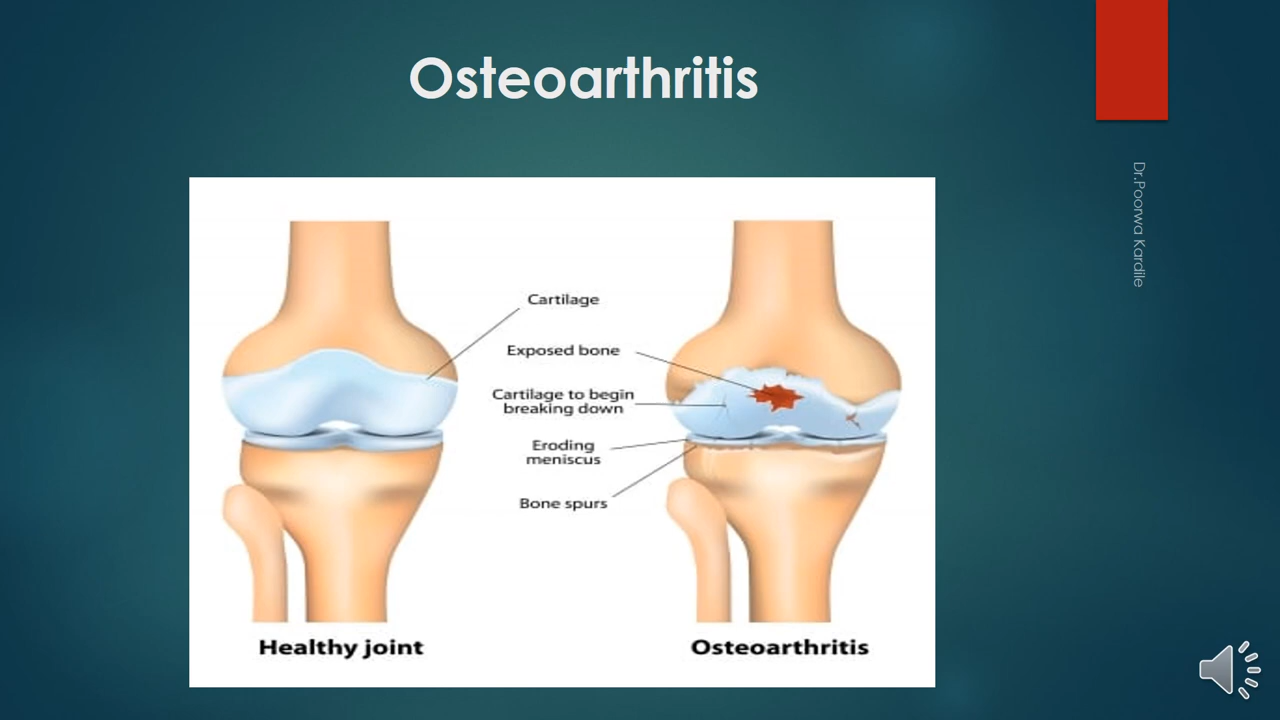 Osteoarthritis
Dr.Poorwa Kardile
Cartilage
Exposed bone
Cartilage to begin
breaking down
Eroding
meniscus
Bone spurs
Healthy joint
Osteoarthritis